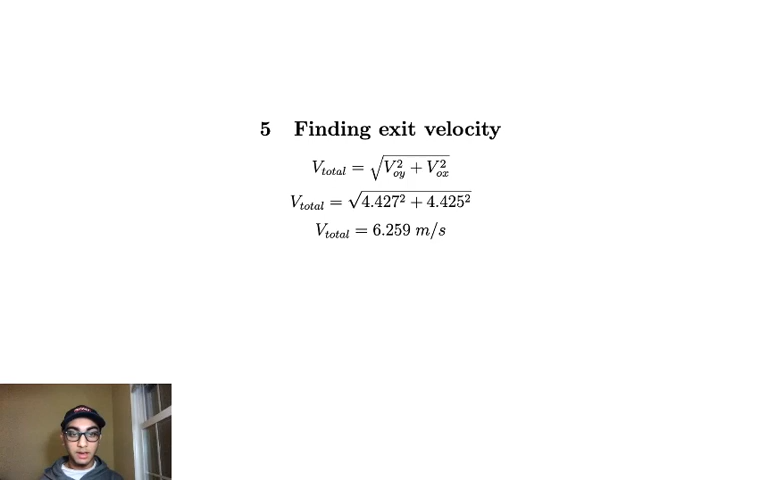 5 Finding exit velocity
V_total = √(V_oy² + V_ox²)
V_total = √(4.427² + 4.425²)
V_total = 6.259 m/s